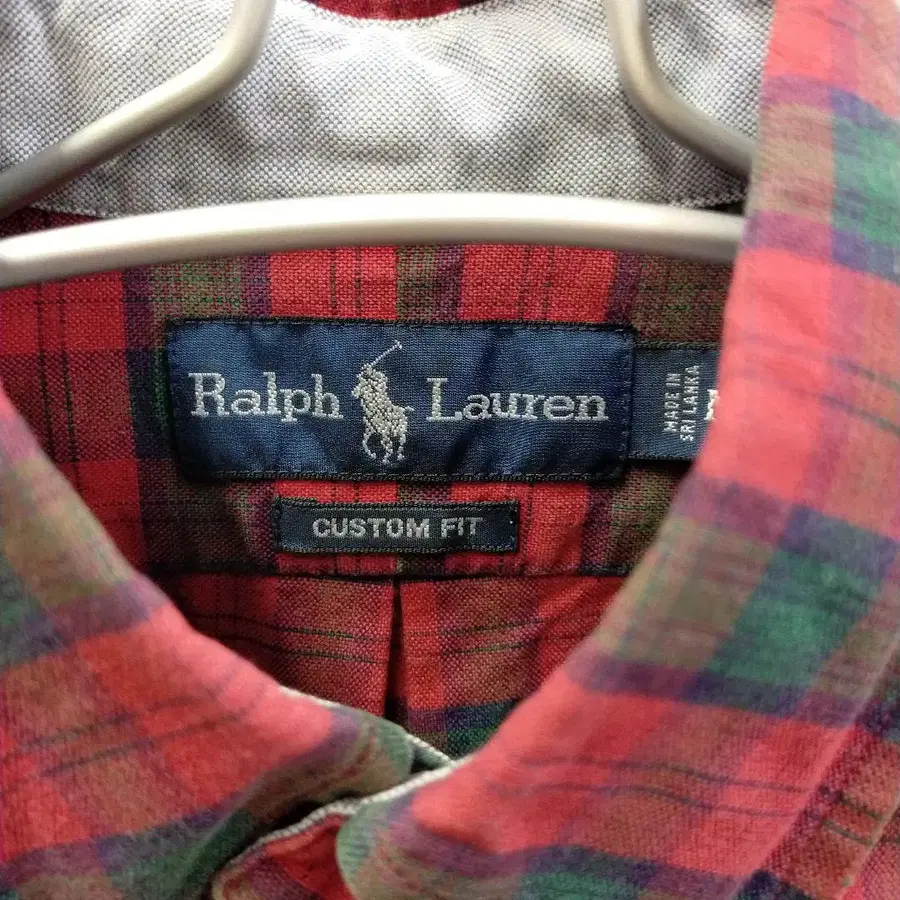 Ralph Lauren
MADE IN
SRI LANKA
CUSTOM FIT